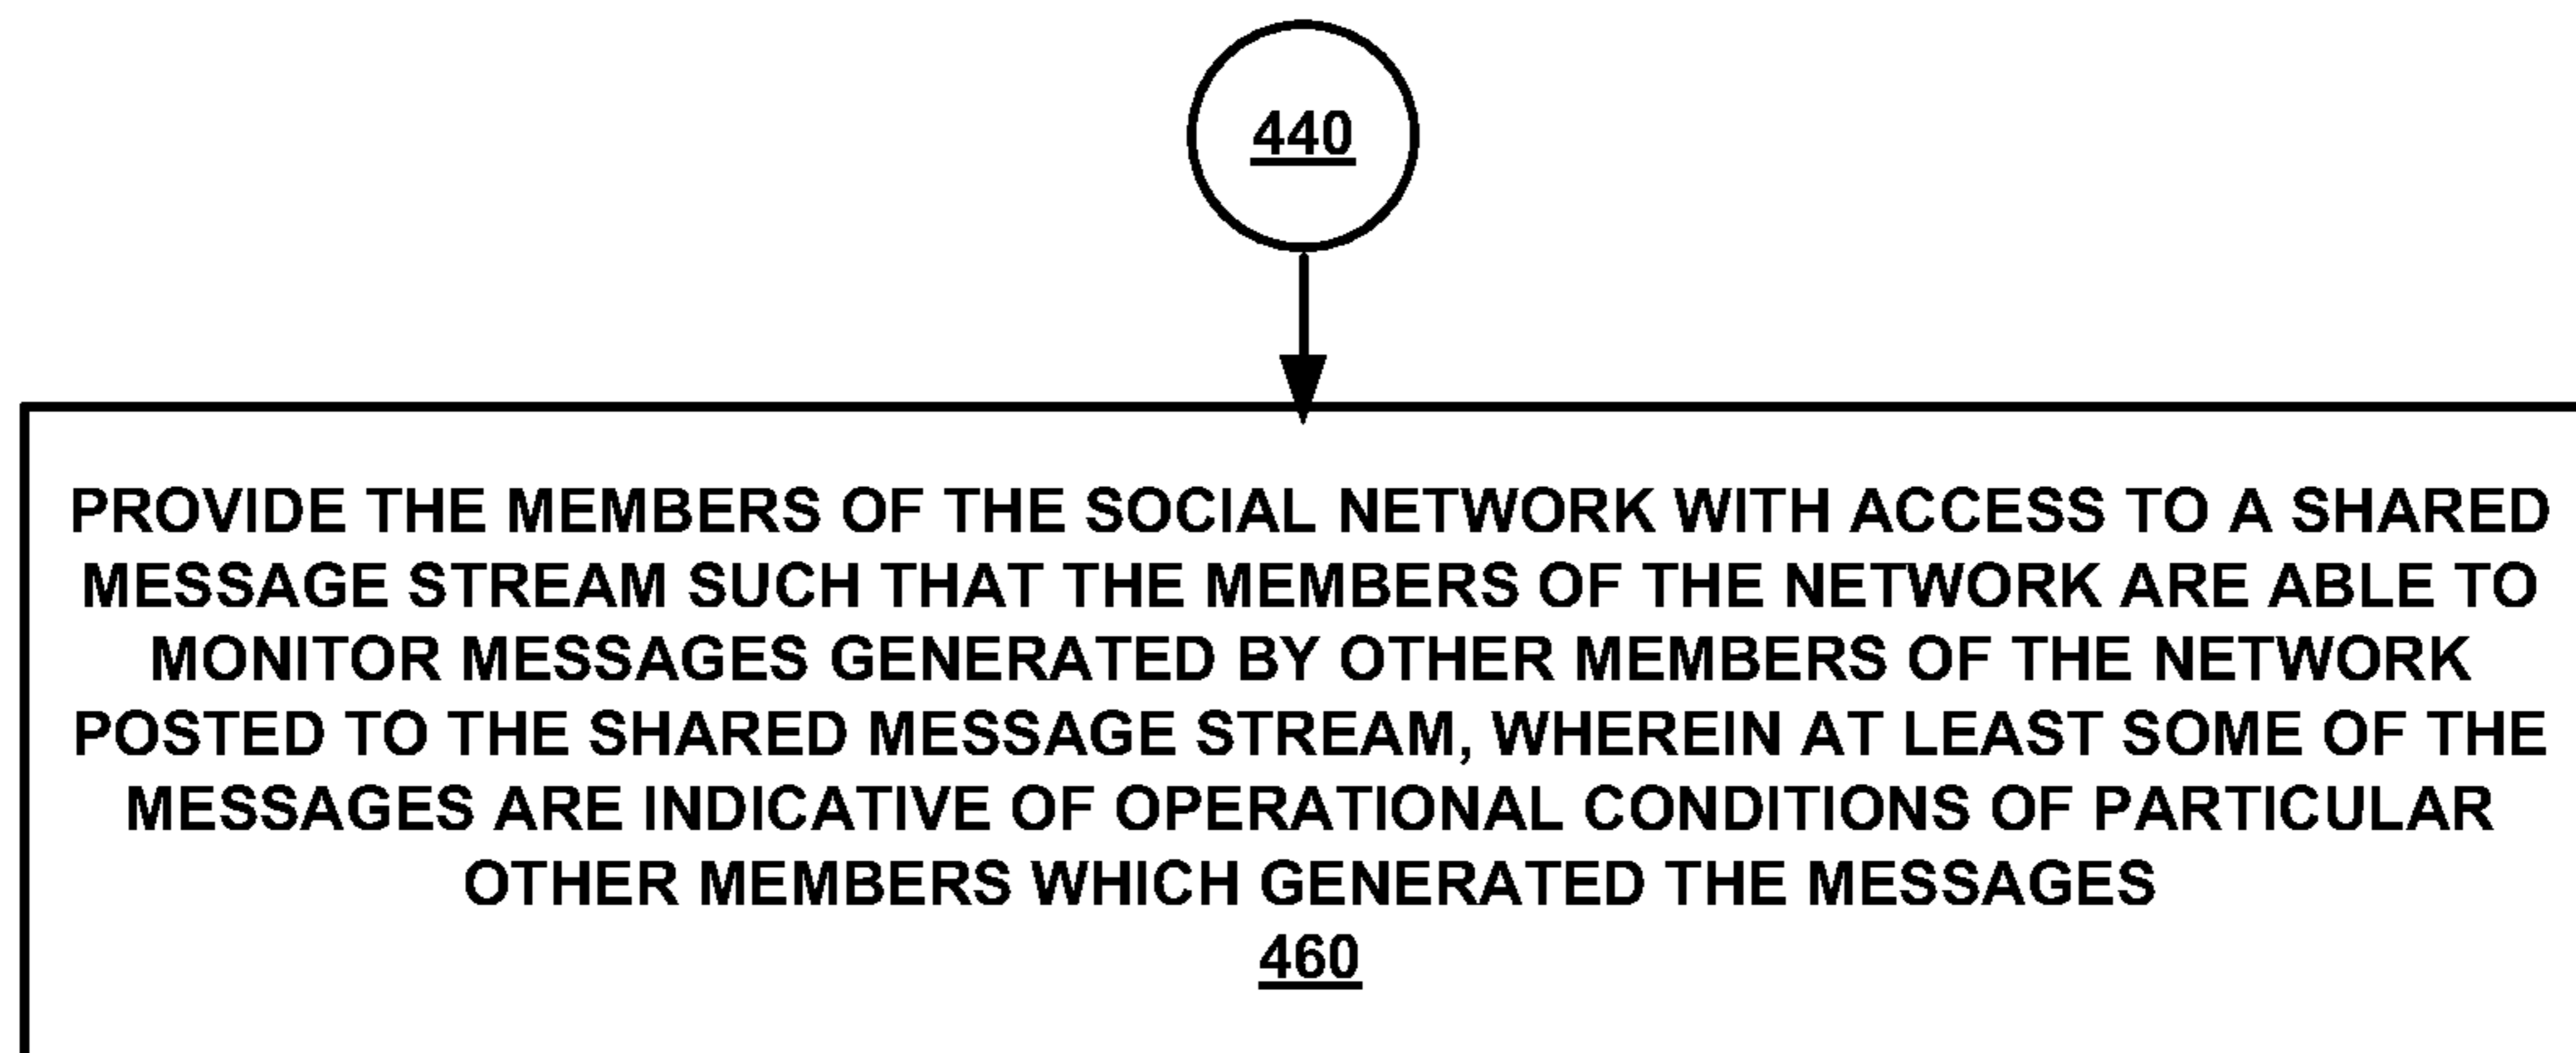 440
PROVIDE THE MEMBERS OF THE SOCIAL NETWORK WITH ACCESS TO A SHARED
MESSAGE STREAM SUCH THAT THE MEMBERS OF THE NETWORK ARE ABLE TO
MONITOR MESSAGES GENERATED BY OTHER MEMBERS OF THE NETWORK
POSTED TO THE SHARED MESSAGE STREAM, WHEREIN AT LEAST SOME OF THE
MESSAGES ARE INDICATIVE OF OPERATIONAL CONDITIONS OF PARTICULAR
OTHER MEMBERS WHICH GENERATED THE MESSAGES
460